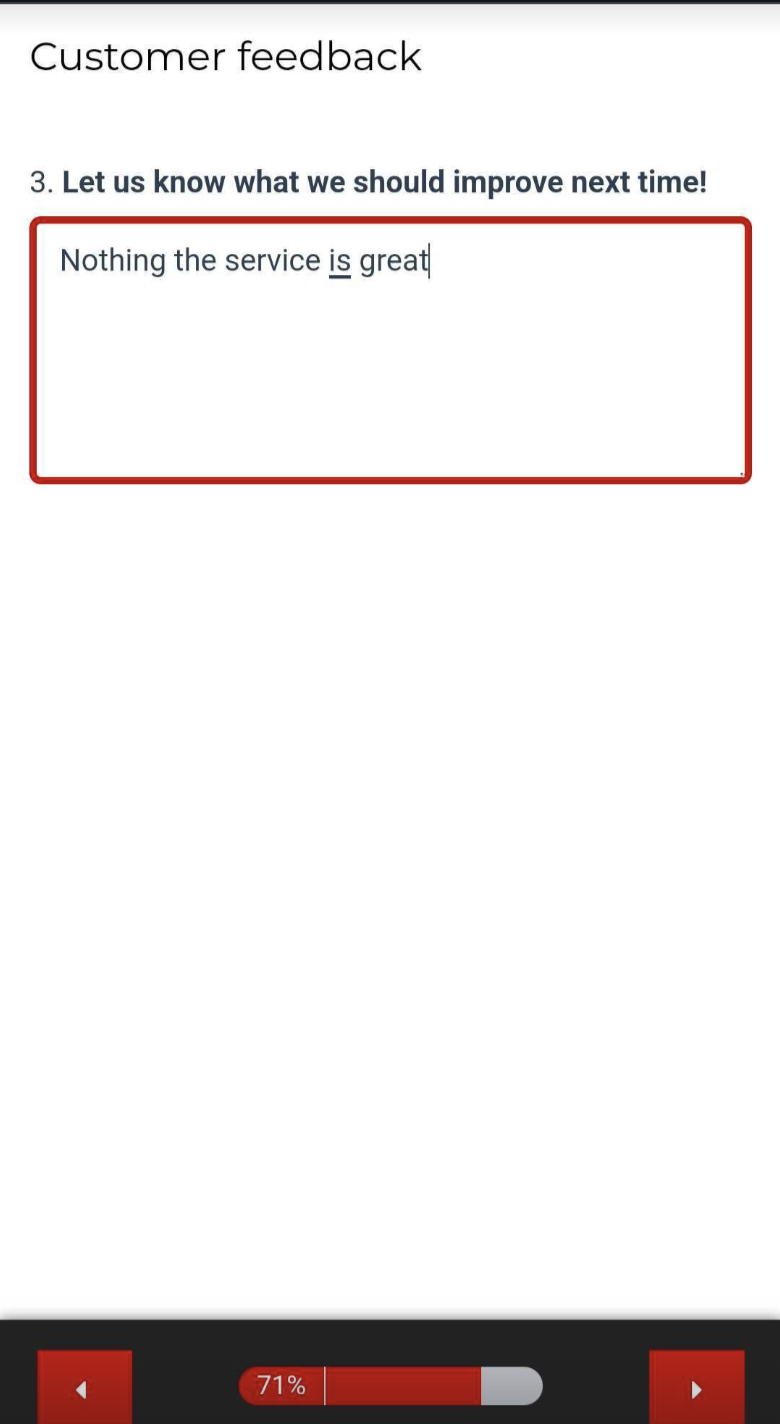 Customer feedback
3. Let us know what we should improve next time!
Nothing the service is great
71%